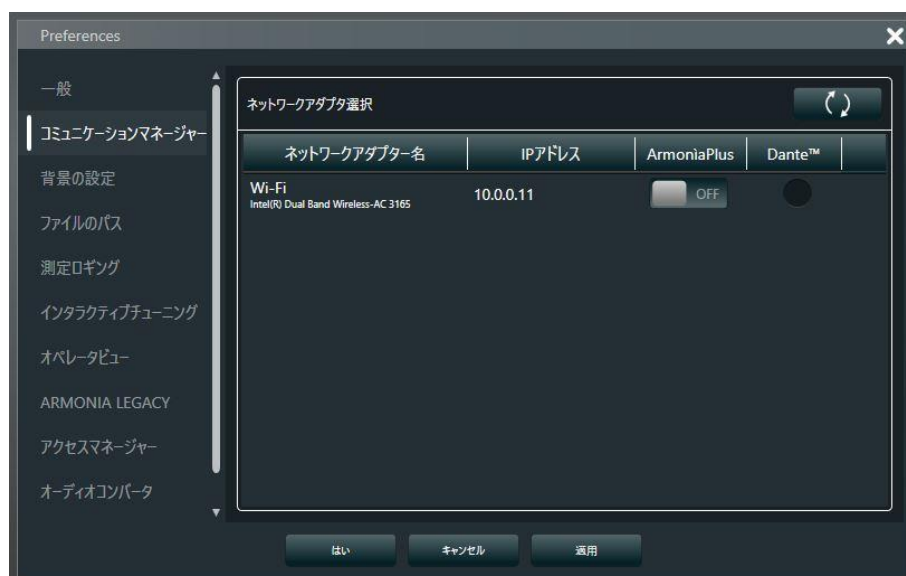 Preferences
一般
コミュニケーションマネージャー
背景の設定
ファイルのパス
測定ロギング
インタラクティブチューニング
オペレータビュー
ARMONIA LEGACY
アクセスマネージャー
オーディオコンバータ
ネットワークアダプタ選択
ネットワークアダプター名 IPアドレス ArmonìaPlus Dante™
Wi-Fi 10.0.0.11 OFF
Intel(R) Dual Band Wireless-AC 3165
はい キャンセル 適用